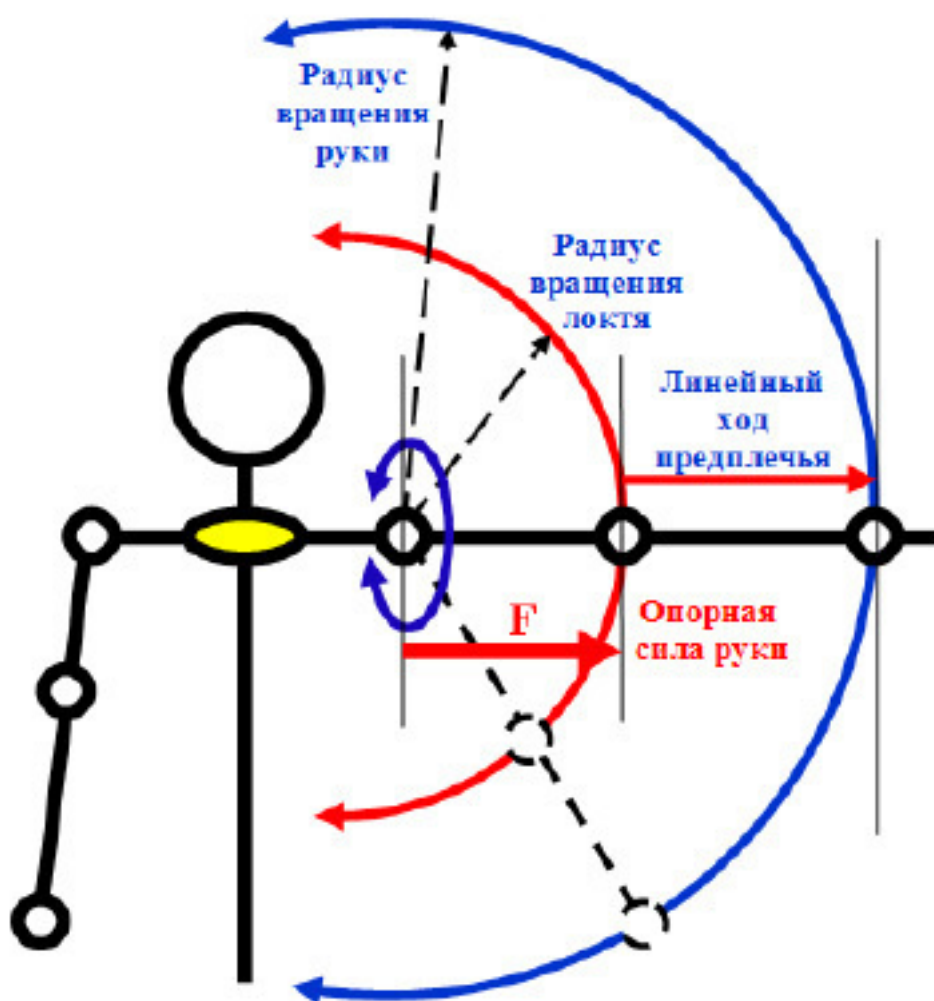 Радиус
вращения
руки
Радиус
вращения
локтя
Линейный
ход
предплечья
F
Опорная
сила руки